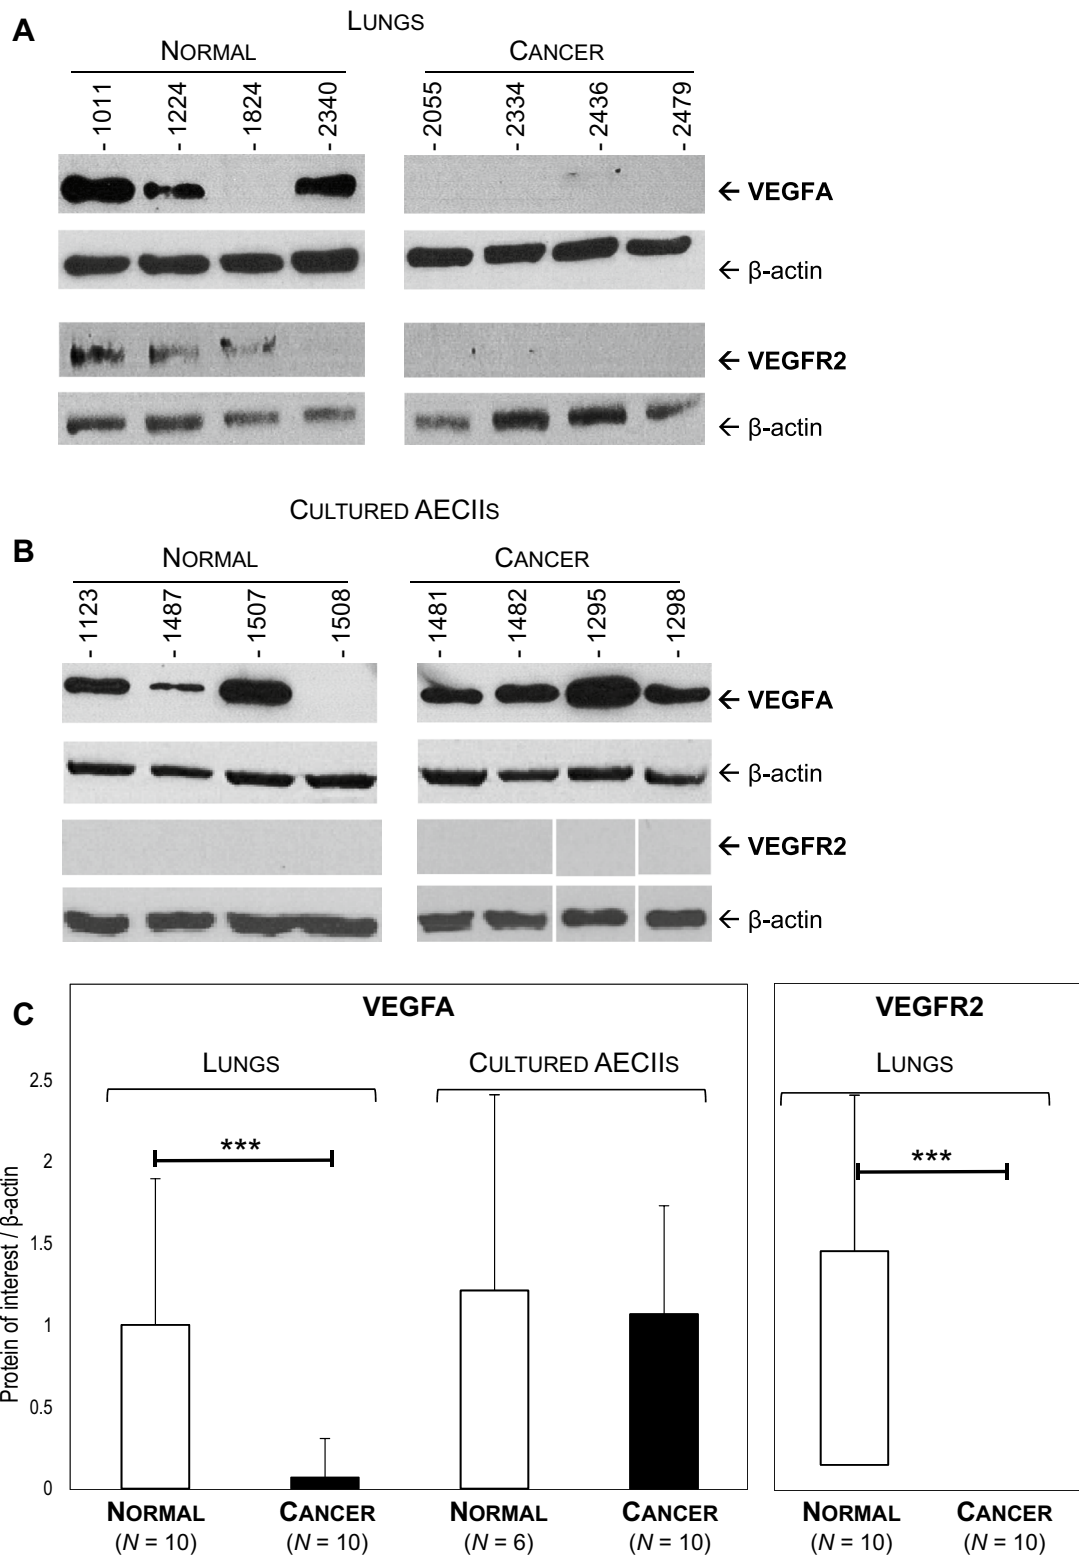 A
LUNGS
NORMAL
CANCER
- 1011
- 1224
- 1824
- 2340
- 2055
- 2334
- 2436
- 2479
← VEGFA
← β-actin
← VEGFR2
← β-actin
CULTURED AECIIS
B
NORMAL
CANCER
- 1123
- 1487
- 1507
- 1508
- 1481
- 1482
- 1295
- 1298
← VEGFA
← β-actin
← VEGFR2
← β-actin
C
VEGFA
VEGFR2
LUNGS
CULTURED AECIIS
LUNGS
Protein of interest / β-actin
2.5
2
1.5
1
0.5
0
***
***
NORMAL
(N = 10)
CANCER
(N = 10)
NORMAL
(N = 6)
CANCER
(N = 10)
NORMAL
(N = 10)
CANCER
(N = 10)